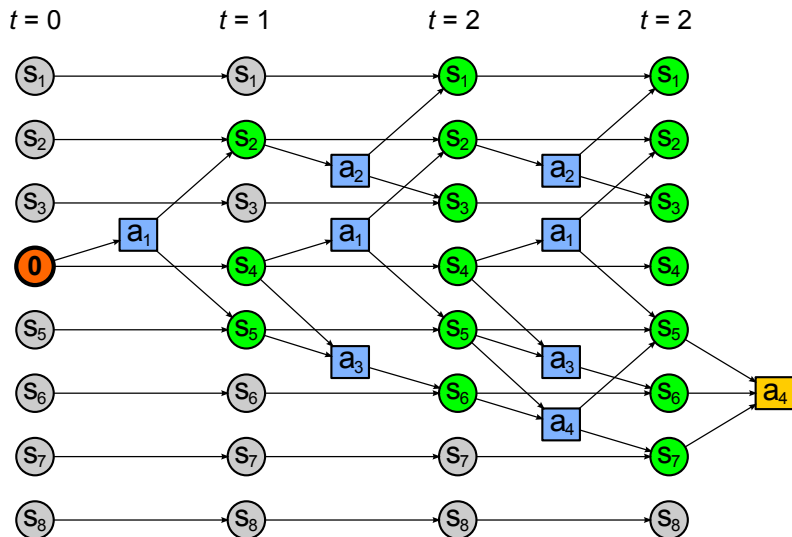 t = 0 t = 1 t = 2 t = 2
s1 s1 s1 s1
s2 s2 s2 s2
a2 a2
s3 s3 s3 s3
a1 a1 a1
0 s4 s4 s4
s5 s5 s5 s5
a3 a3
s6 s6 s6 s6 a4
a4
s7 s7 s7 s7
s8 s8 s8 s8